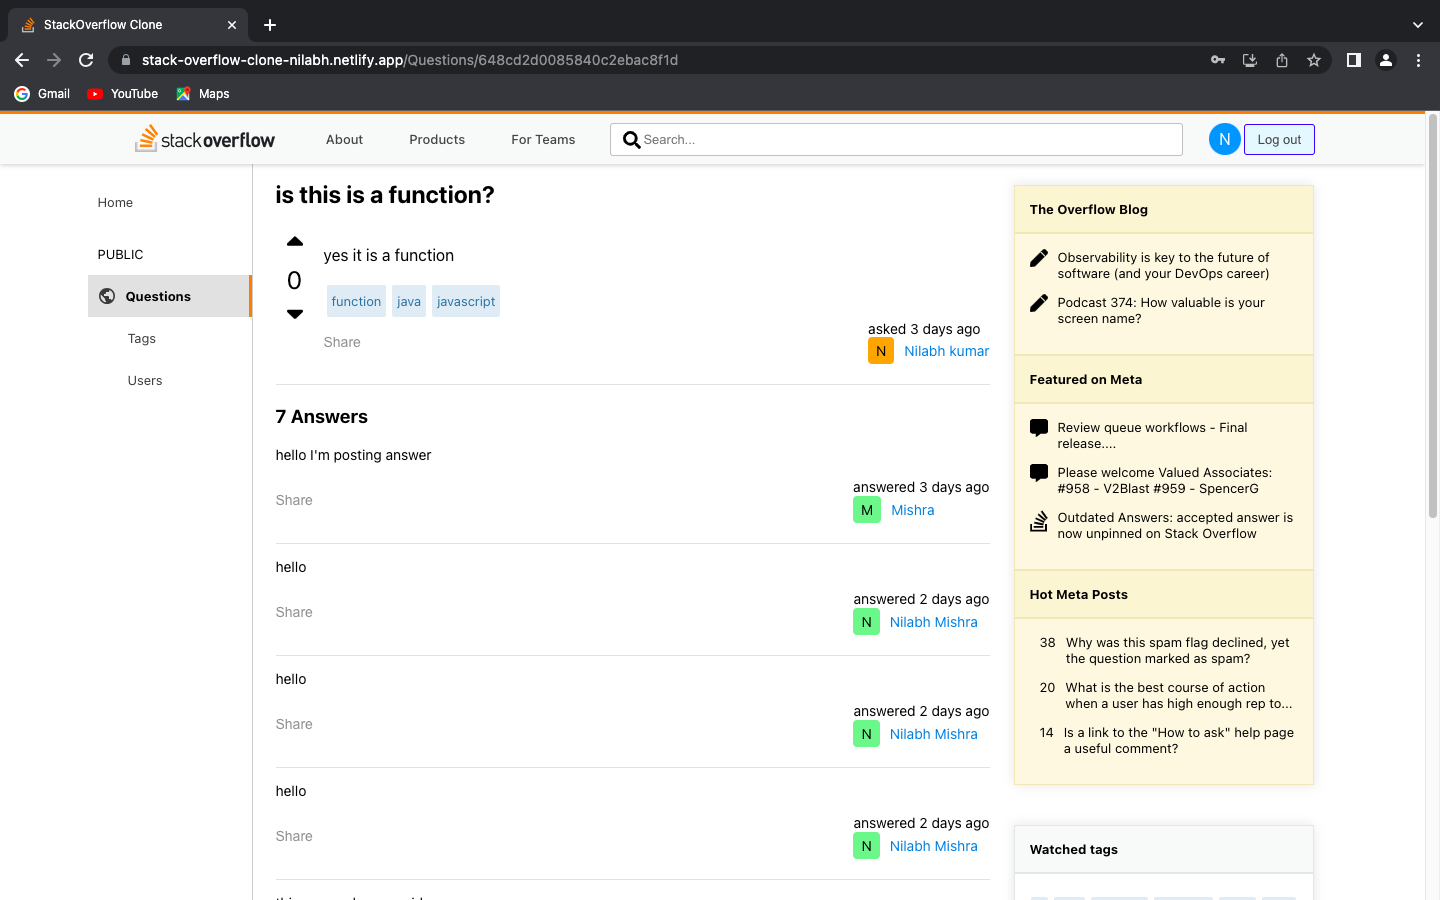 StackOverflow Clone
stack-overflow-clone-nilabh.netlify.app/Questions/648cd2d0085840c2ebac8f1d
Gmail YouTube Maps
stackoverflow About Products For Teams Search... N Log out
Home
PUBLIC
Questions
Tags
Users
is this is a function?
0
yes it is a function
function java javascript
Share
asked 3 days ago
N Nilabh kumar
7 Answers
hello I'm posting answer
Share
answered 3 days ago
M Mishra
hello
Share
answered 2 days ago
N Nilabh Mishra
hello
Share
answered 2 days ago
N Nilabh Mishra
hello
Share
answered 2 days ago
N Nilabh Mishra
The Overflow Blog
Observability is key to the future of
software (and your DevOps career)
Podcast 374: How valuable is your
screen name?
Featured on Meta
Review queue workflows - Final
release....
Please welcome Valued Associates:
#958 - V2Blast #959 - SpencerG
Outdated Answers: accepted answer is
now unpinned on Stack Overflow
Hot Meta Posts
38 Why was this spam flag declined, yet
the question marked as spam?
20 What is the best course of action
when a user has high enough rep to...
14 Is a link to the "How to ask" help page
a useful comment?
Watched tags